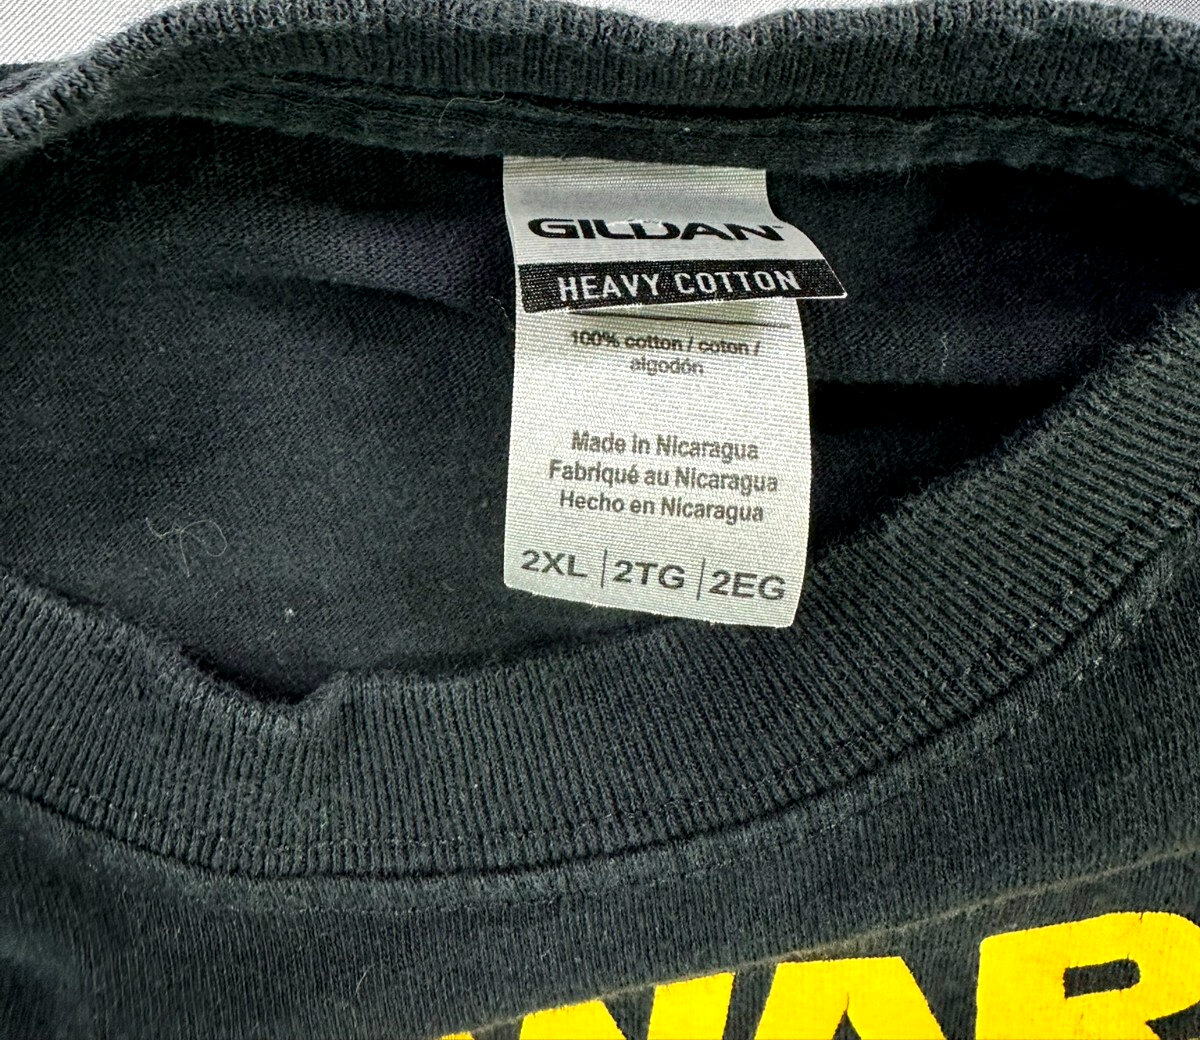 GILDAN
HEAVY COTTON
100% cotton / coton /
algodón
Made in Nicaragua
Fabriqué au Nicaragua
Hecho en Nicaragua
2XL | 2TG | 2EG